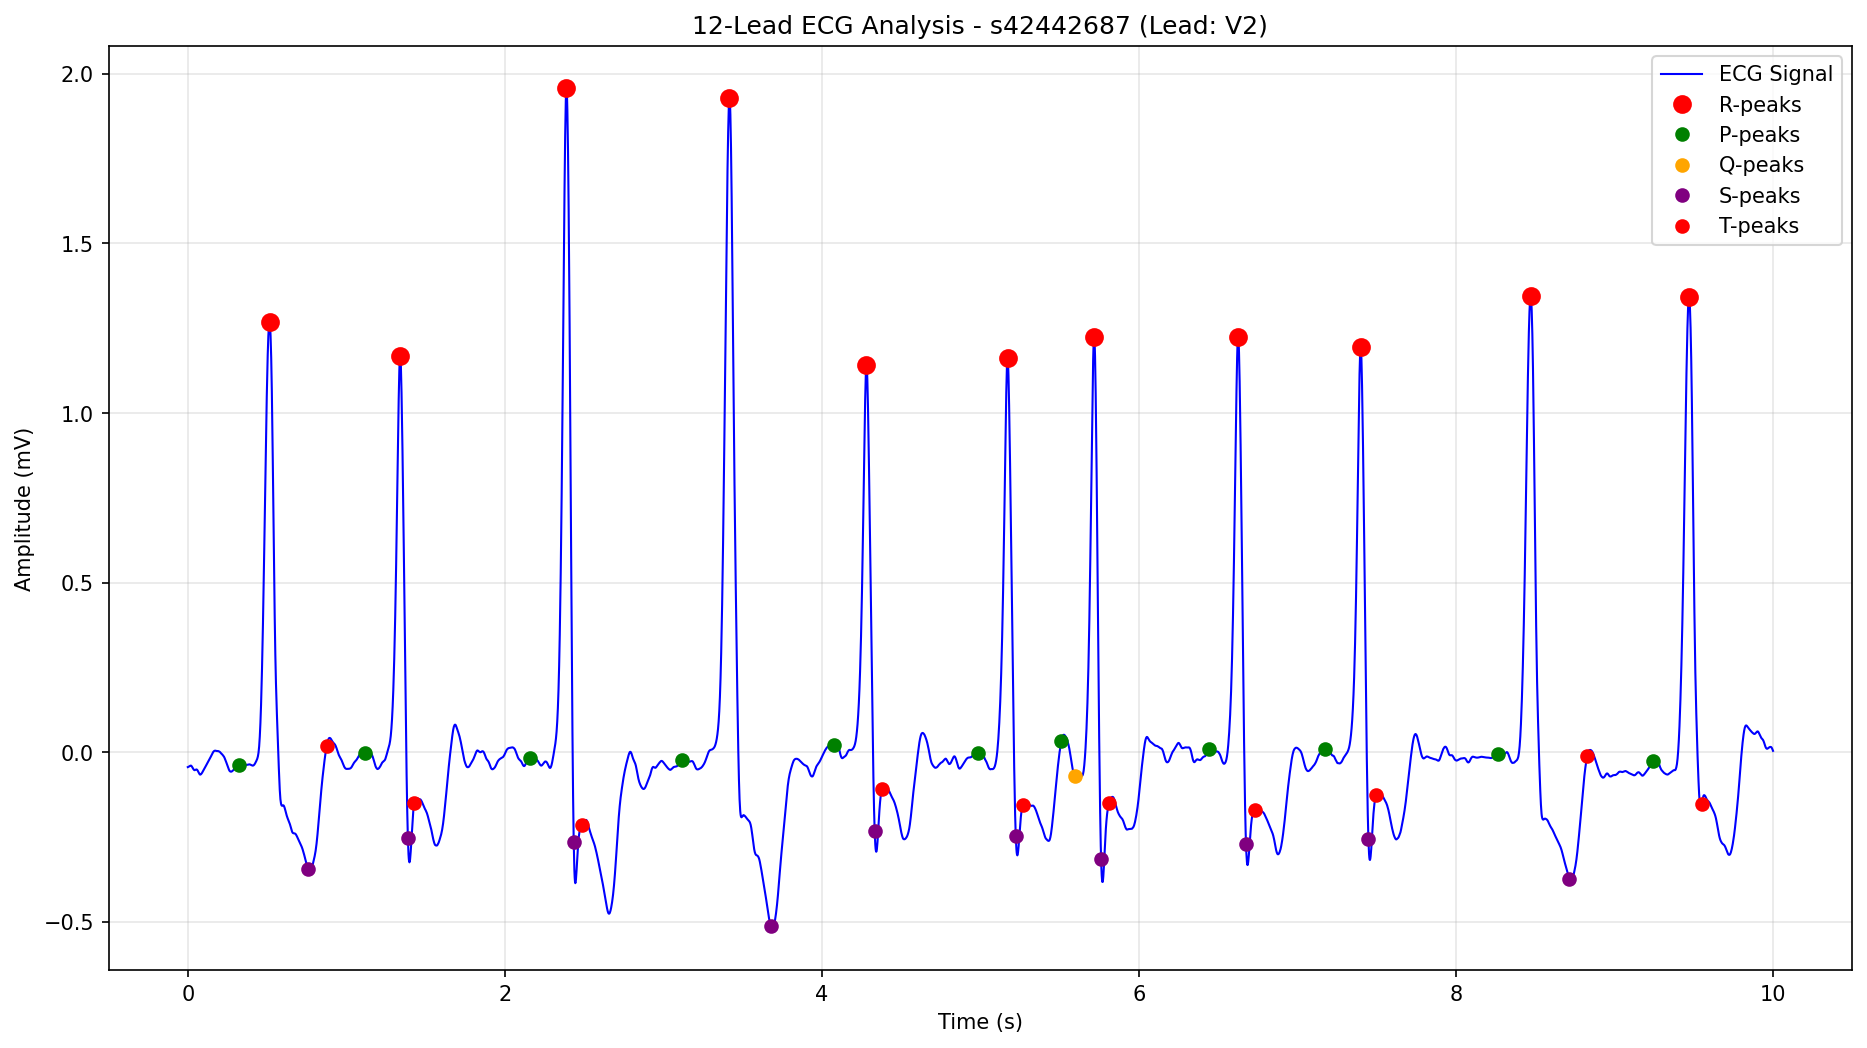 12-Lead ECG Analysis - s42442687 (Lead: V2)
ECG Signal
R-peaks
P-peaks
Q-peaks
S-peaks
T-peaks
Amplitude (mV)
2.0
1.5
1.0
0.5
0.0
−0.5
0 2 4 6 8 10
Time (s)